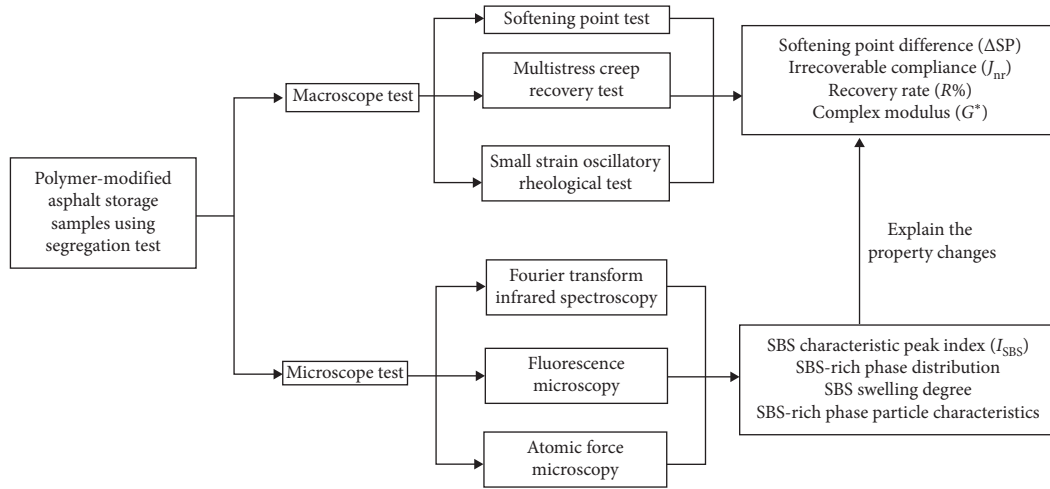 Polymer-modified
asphalt storage
samples using
segregation test
Macroscope test
Softening point test
Multistress creep
recovery test
Small strain oscillatory
rheological test
Softening point difference (ΔSP)
Irrecoverable compliance (Jnr)
Recovery rate (R%)
Complex modulus (G*)
Explain the
property changes
Microscope test
Fourier transform
infrared spectroscopy
Fluorescence
microscopy
Atomic force
microscopy
SBS characteristic peak index (ISBS)
SBS-rich phase distribution
SBS swelling degree
SBS-rich phase particle characteristics